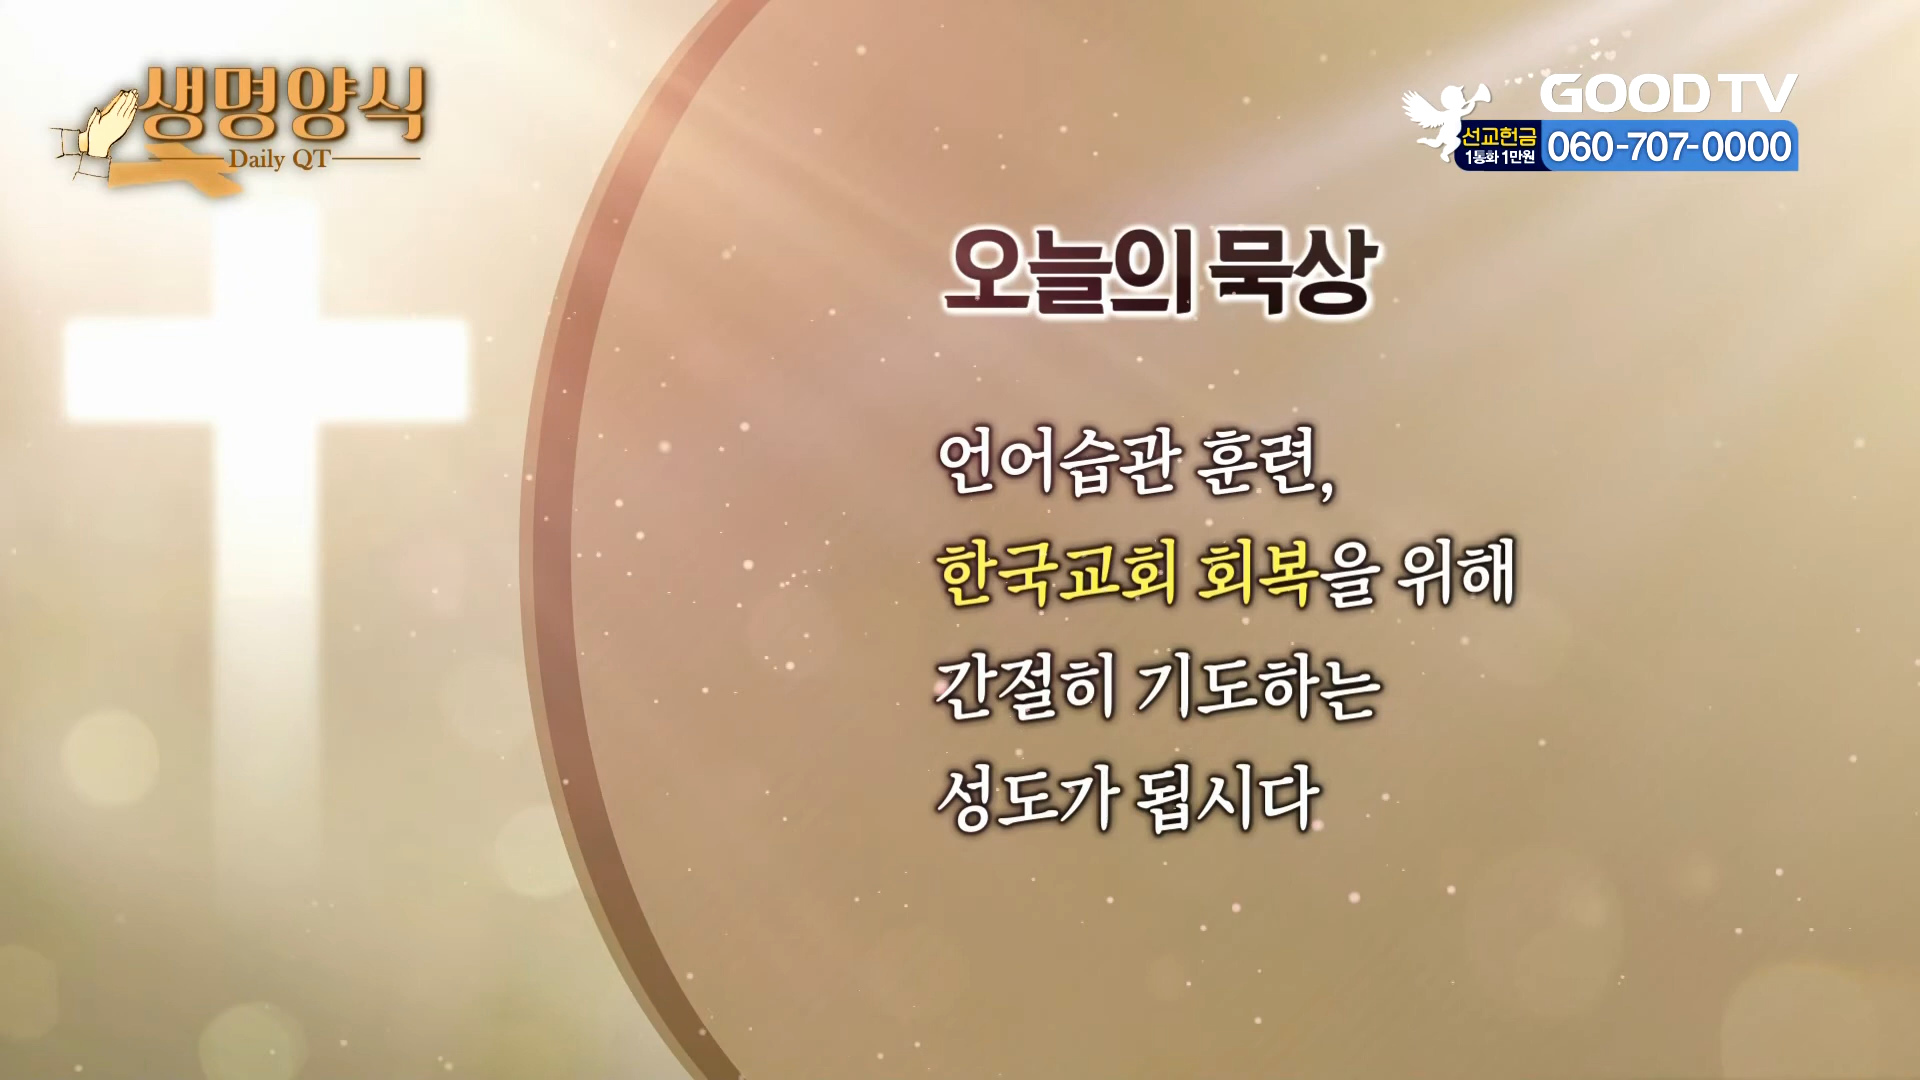 생명양식
Daily QT
GOOD TV
선교헌금
1통화 1만원
060-707-0000
오늘의 묵상
언어습관 훈련,
한국교회 회복을 위해
간절히 기도하는
성도가 됩시다